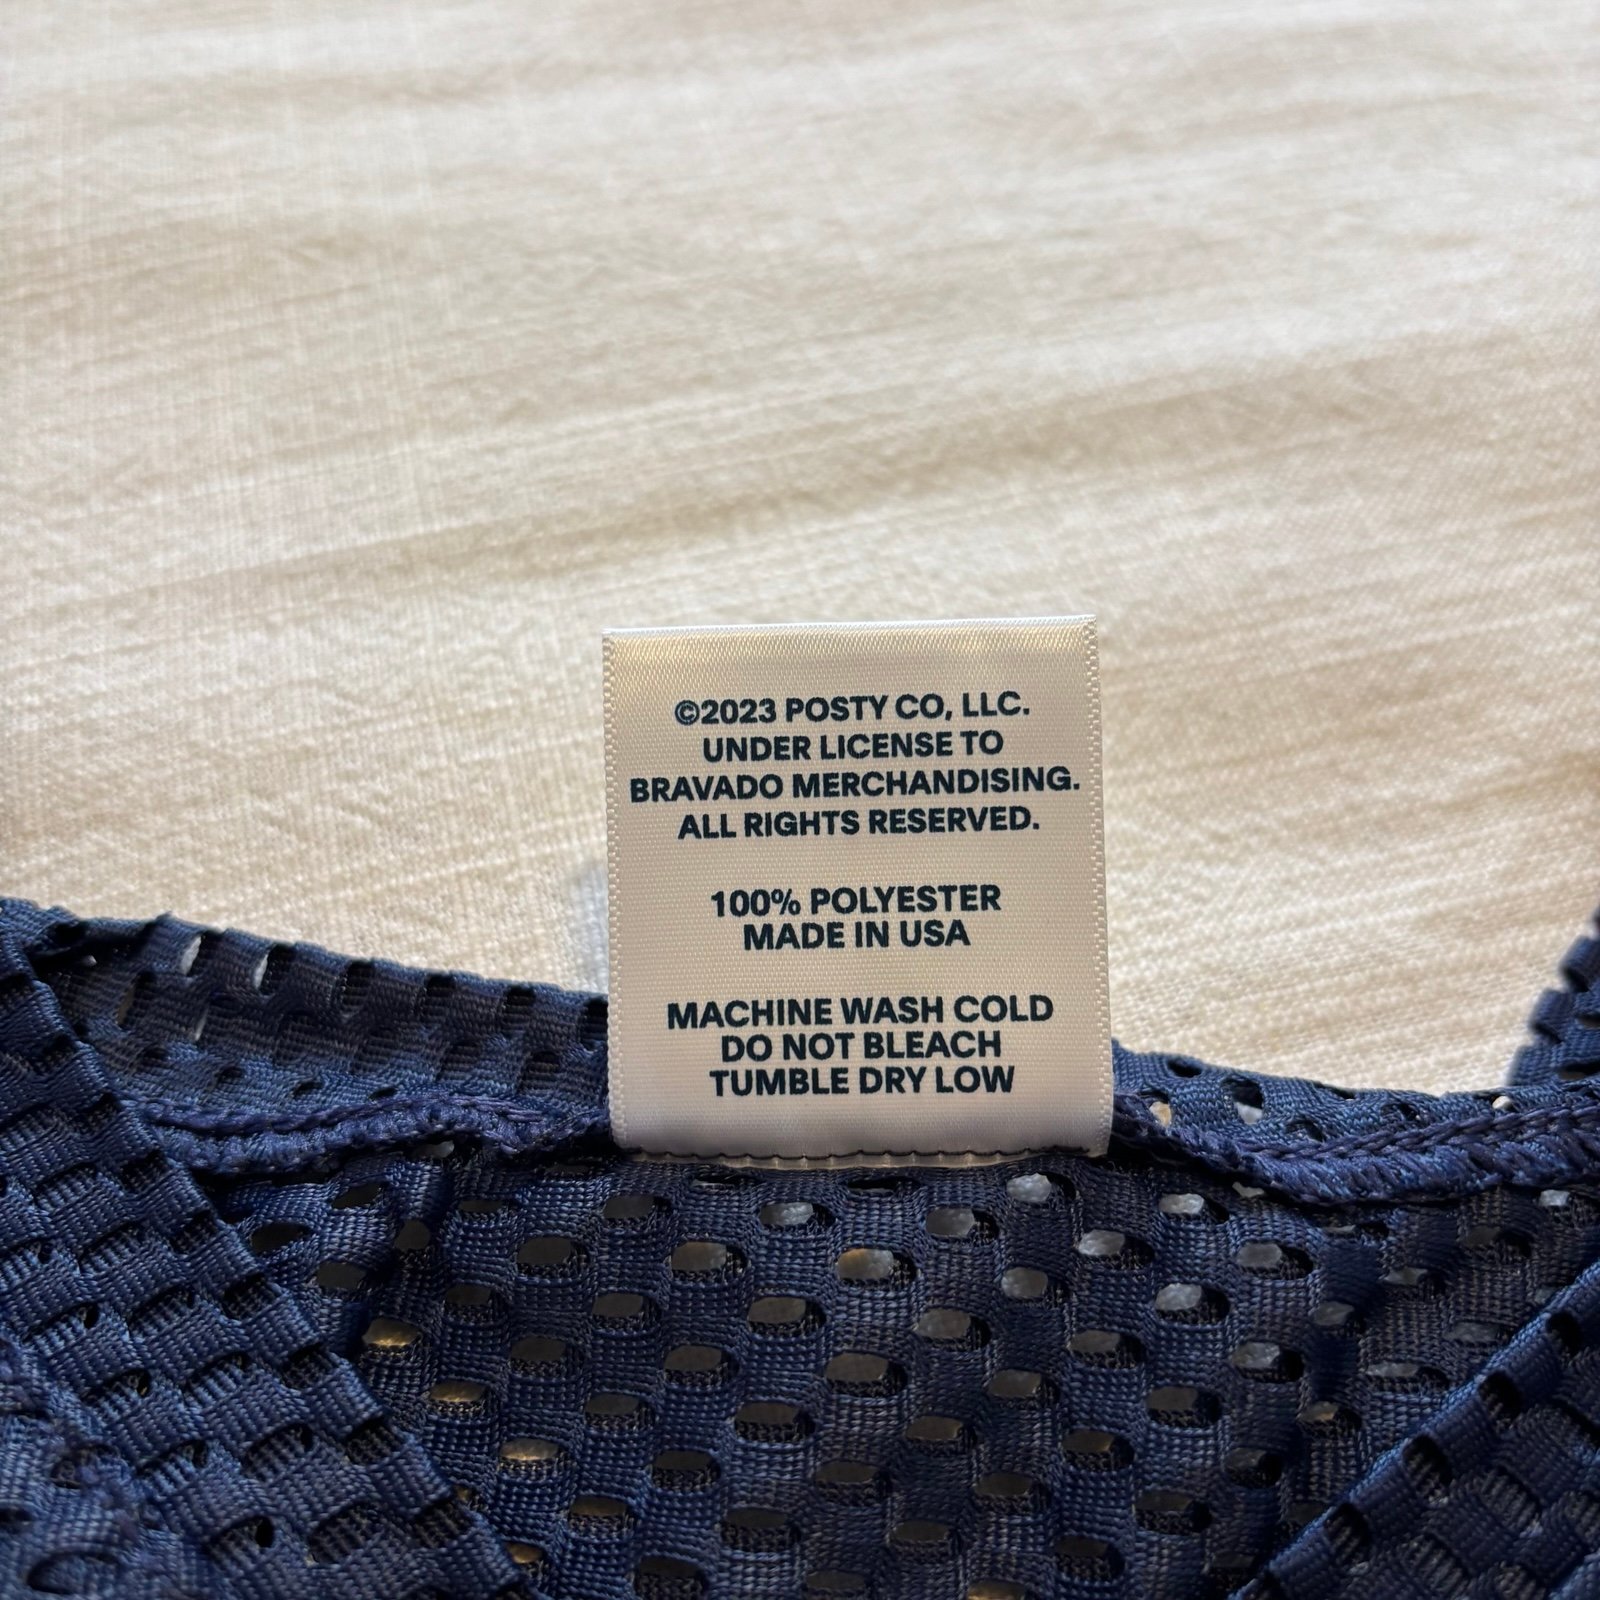 ©2023 POSTY CO, LLC.
UNDER LICENSE TO
BRAVADO MERCHANDISING.
ALL RIGHTS RESERVED.
100% POLYESTER
MADE IN USA
MACHINE WASH COLD
DO NOT BLEACH
TUMBLE DRY LOW